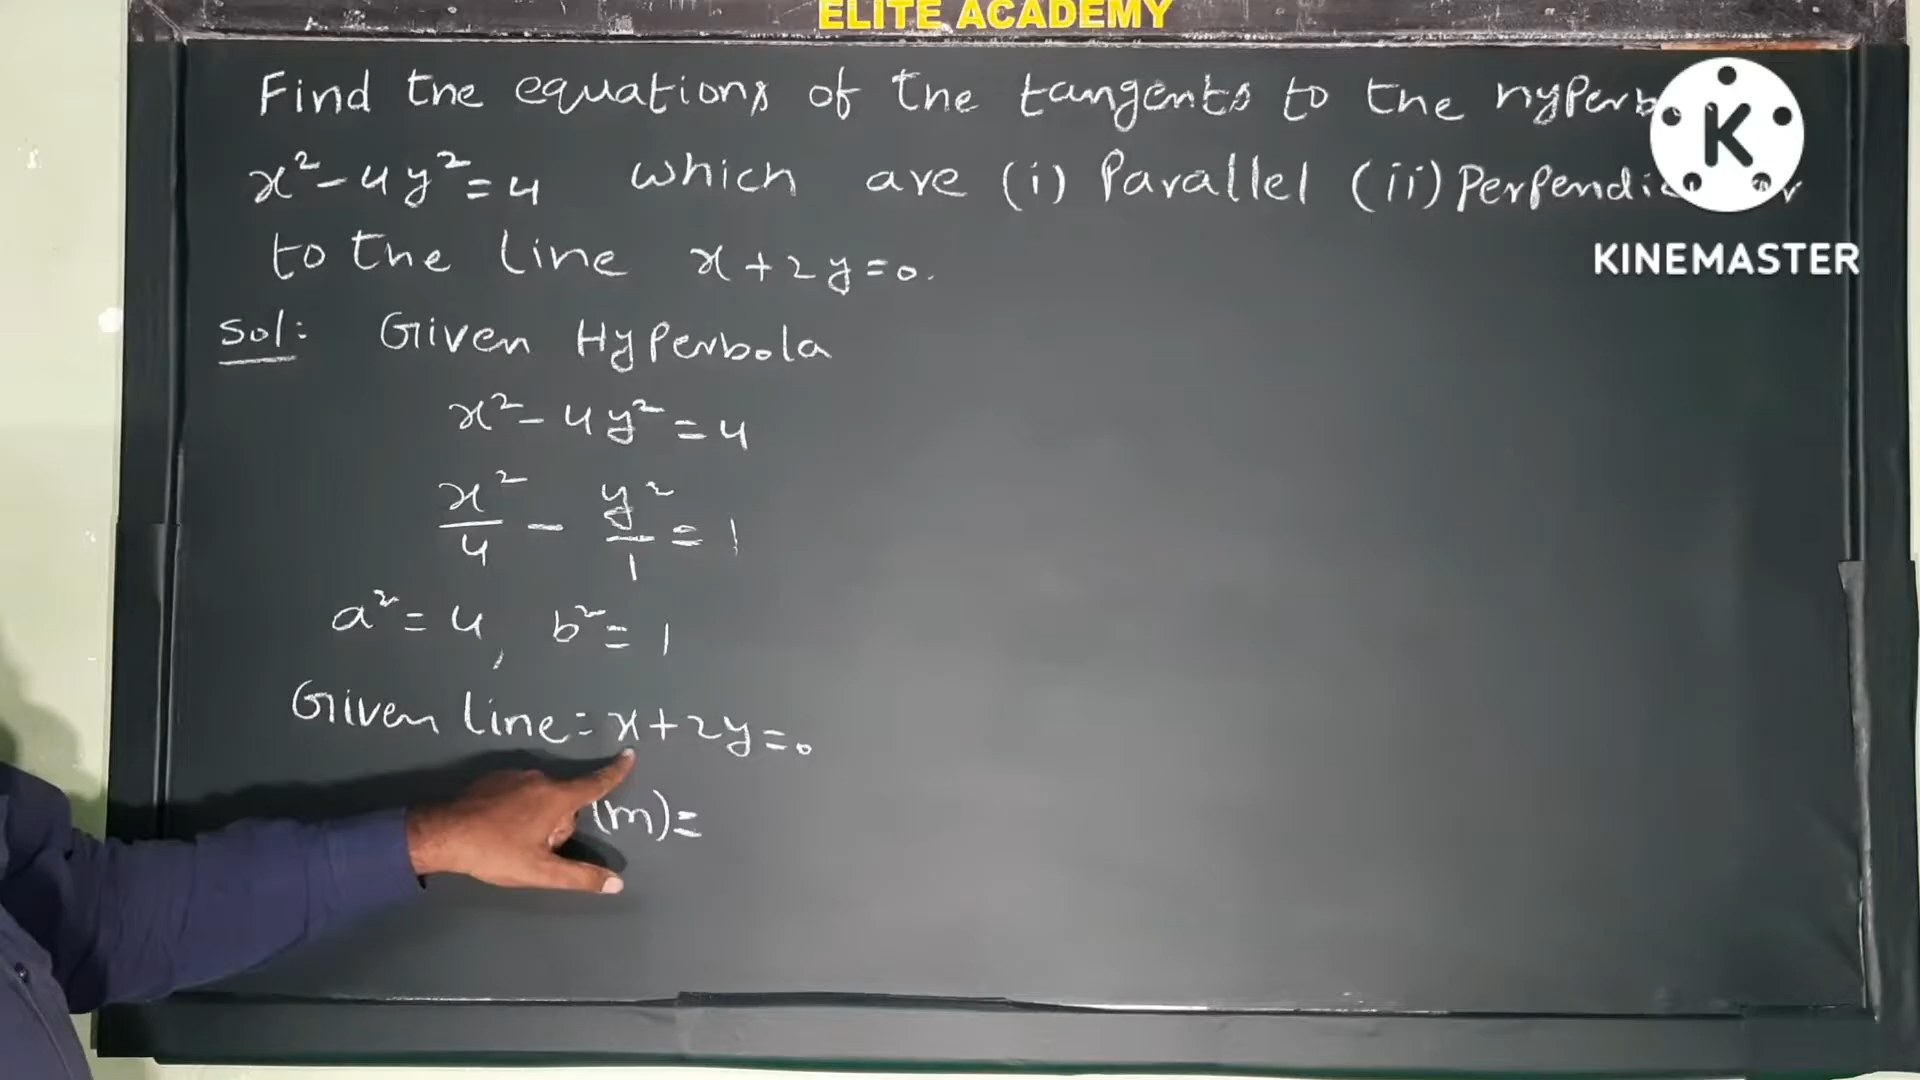 ELITE ACADEMY
Find the equations of the tangents to the
x²-4y²=4 which are (i) Parallel (ii)
to the line x+2y=0.
K
KINEMASTER
Sol: Given Hyperbola
x²-4y²=4
x²/4 - y²/1 = 1
a²=4, b²=1
Given line = x+2y=0
(m)=